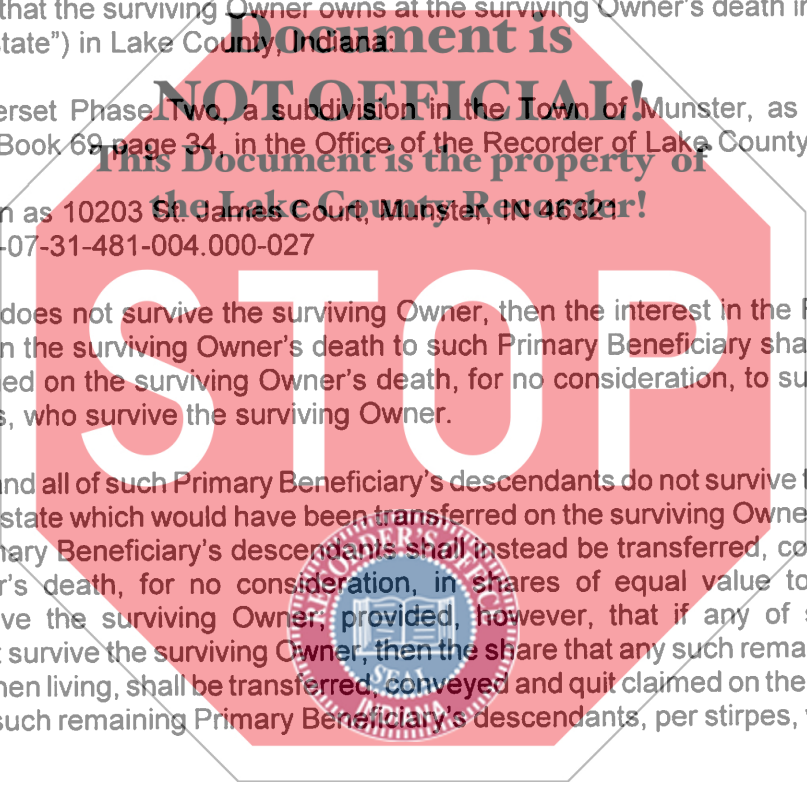 that the surviving Owner owns at the surviving Owner's death in
Document is
state") in Lake County, Indiana:
NOT OFFICIAL!
erset Phase Two, a subdivision in the Town of Munster, as
Book 69 page 34, in the Office of the Recorder of Lake County
This Document is the property of
the Lake County Recorder!
n as 10203 St. James Court, Munster, IN 46321
-07-31-481-004.000-027
STOP
does not survive the surviving Owner, then the interest in the
n the surviving Owner's death to such Primary Beneficiary sha
ed on the surviving Owner's death, for no consideration, to su
s, who survive the surviving Owner.
and all of such Primary Beneficiary's descendants do not survive t
state which would have been transferred on the surviving Owne
nary Beneficiary's descendants shall instead be transferred, co
r's death, for no consideration, in shares of equal value to
ve the surviving Owner; provided, however, that if any of s
t survive the surviving Owner, then the share that any such rema
hen living, shall be transferred, conveyed and quit claimed on the
such remaining Primary Beneficiary's descendants, per stirpes,
RECORDER'S OFFICE
SEAL
INDIANA